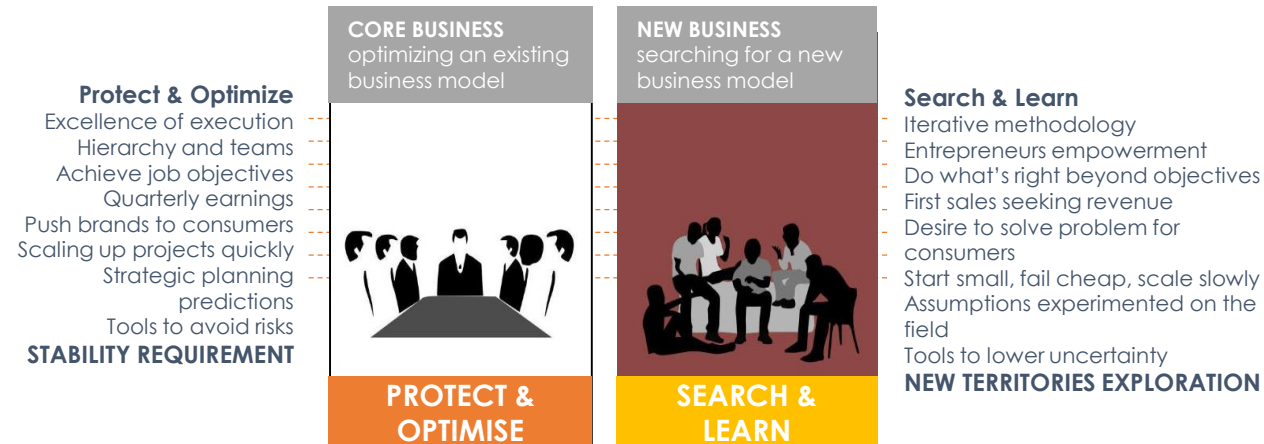 CORE BUSINESS
optimizing an existing
business model
NEW BUSINESS
searching for a new
business model
Protect & Optimize
Excellence of execution
Hierarchy and teams
Achieve job objectives
Quarterly earnings
Push brands to consumers
Scaling up projects quickly
Strategic planning
predictions
Tools to avoid risks
STABILITY REQUIREMENT
Search & Learn
Iterative methodology
Entrepreneurs empowerment
Do what's right beyond objectives
First sales seeking revenue
Desire to solve problem for
consumers
Start small, fail cheap, scale slowly
Assumptions experimented on the
field
Tools to lower uncertainty
NEW TERRITORIES EXPLORATION
PROTECT &
OPTIMISE
SEARCH &
LEARN